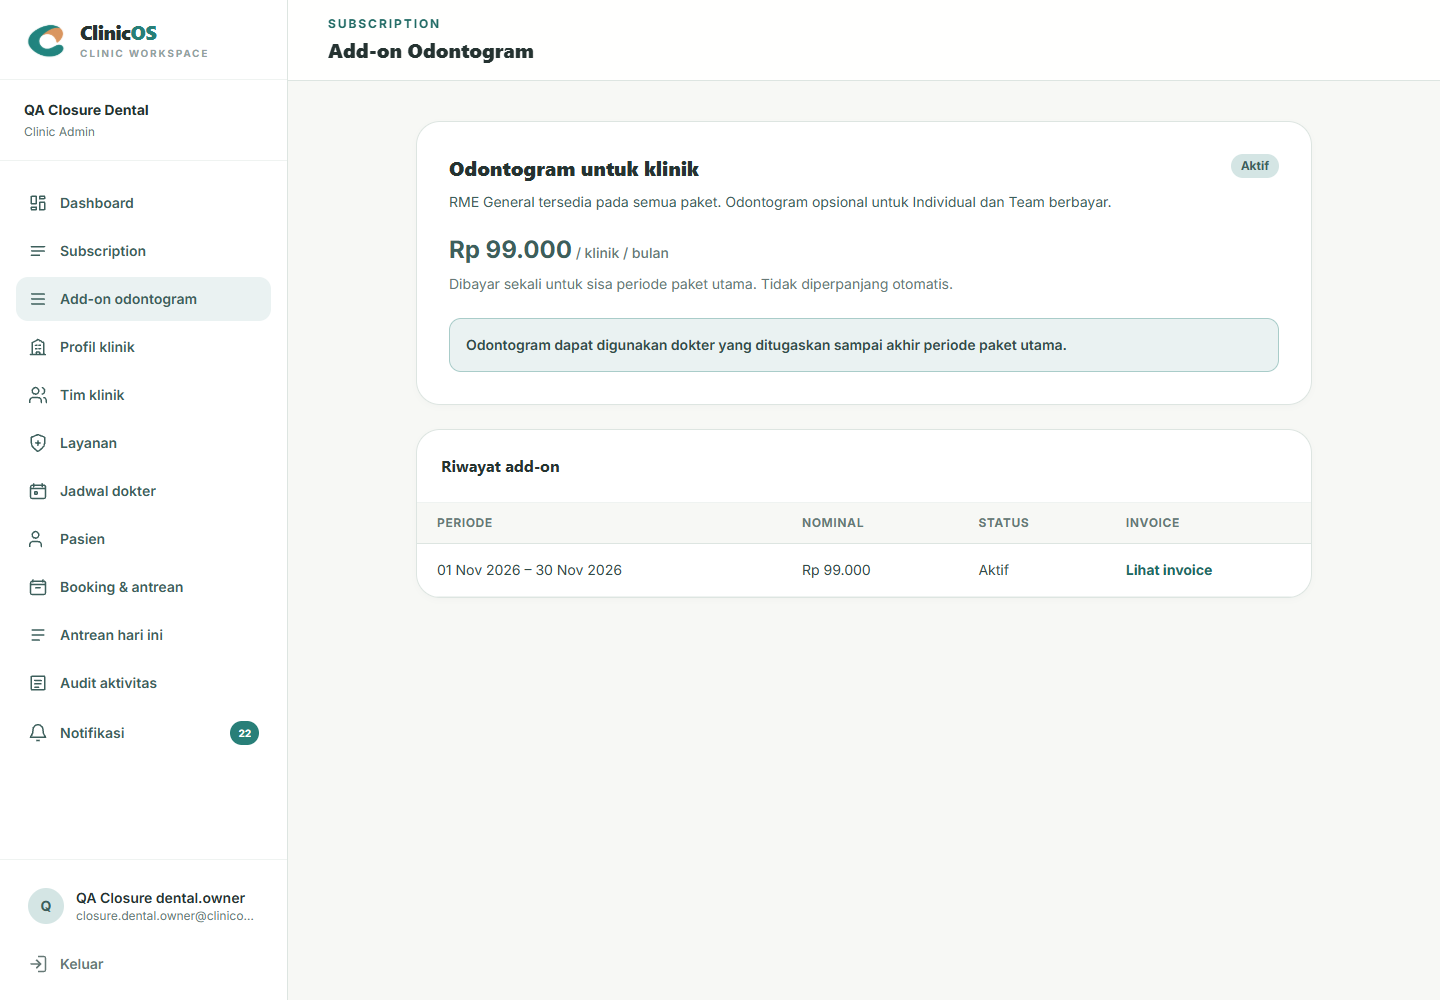 ClinicOS
CLINIC WORKSPACE
QA Closure Dental
Clinic Admin
Dashboard
Subscription
Add-on odontogram
Profil klinik
Tim klinik
Layanan
Jadwal dokter
Pasien
Booking & antrean
Antrean hari ini
Audit aktivitas
Notifikasi 22
Q
QA Closure dental.owner
closure.dental.owner@clinico...
Keluar
SUBSCRIPTION
Add-on Odontogram
Odontogram untuk klinik
Aktif
RME General tersedia pada semua paket. Odontogram opsional untuk Individual dan Team berbayar.
Rp 99.000 / klinik / bulan
Dibayar sekali untuk sisa periode paket utama. Tidak diperpanjang otomatis.
Odontogram dapat digunakan dokter yang ditugaskan sampai akhir periode paket utama.
Riwayat add-on
PERIODE NOMINAL STATUS INVOICE
01 Nov 2026 – 30 Nov 2026 Rp 99.000 Aktif Lihat invoice